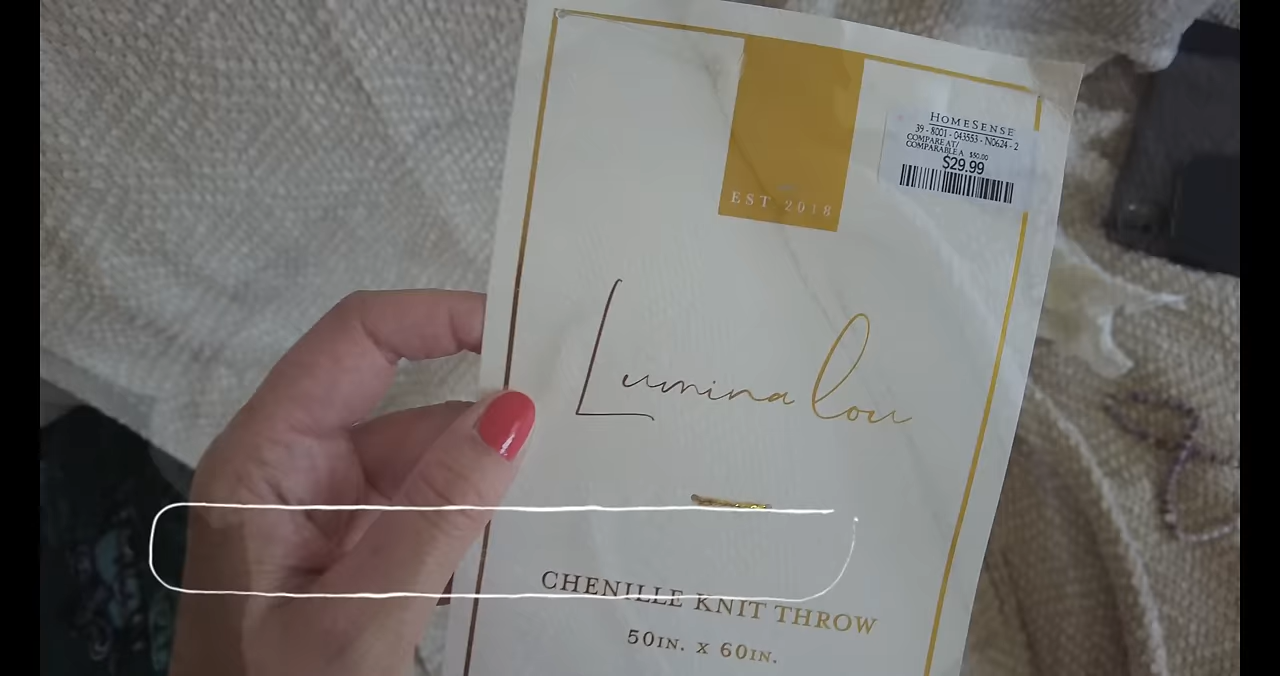 HOMESENSE
39 - 8001 - 043553 - N0624 - 2
COMPARE AT/
COMPARABLE A $50.00
$29.99
EST 2018
Lumina lou
CHENILLE KNIT THROW
50IN. X 60IN.